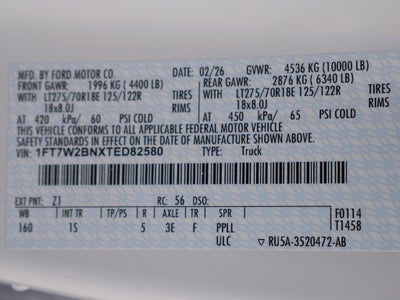 MFD. BY FORD MOTOR CO. 02/26 GVWR: 4536 KG (10000 LB)
FRONT GAWR: 1996 KG ( 4400 LB) REAR GAWR: 2876 KG ( 6340 LB)
WITH LT275/70R18E 125/122R TIRES WITH LT275/70R18E 125/122R TIRES
18x8.0J RIMS 18x8.0J RIMS
AT 420 kPa/ 60 PSI COLD AT 450 kPa/ 65 PSI COLD
THIS VEHICLE CONFORMS TO ALL APPLICABLE FEDERAL MOTOR VEHICLE
SAFETY STANDARDS IN EFFECT ON THE DATE OF MANUFACTURE SHOWN ABOVE.
VIN: 1FT7W2BNXTED82580 TYPE: Truck
EXT PNT: Z1 RC: 56 DSO:
WB INT TR TP/PS R AXLE TR SPR F0114
160 1S 5 3E F PPLL T1458
ULC RU5A-3520472-AB